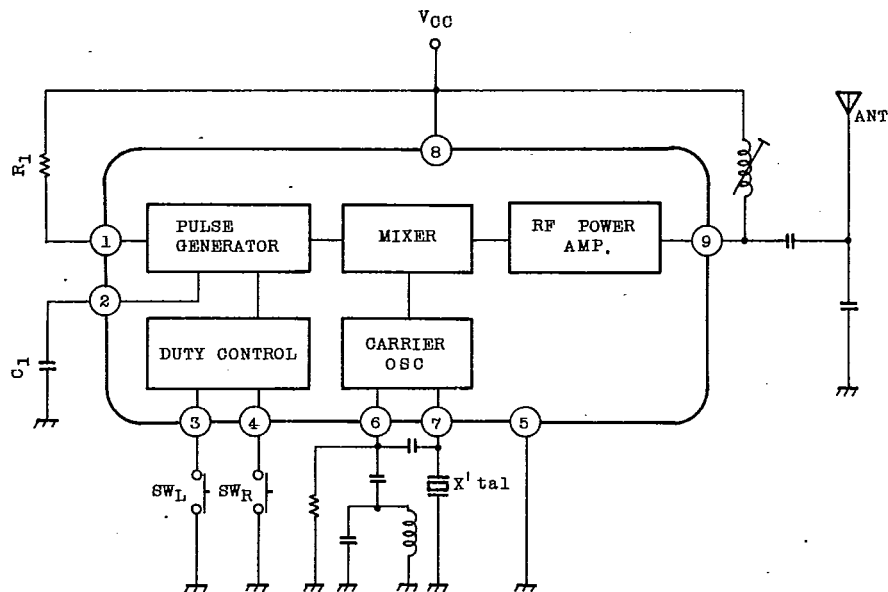 VCC
ANT
R1
8
1
PULSE GENERATOR
MIXER
RF POWER AMP.
9
2
C1
DUTY CONTROL
CARRIER OSC
3
4
6
7
5
SWL
SWR
X'tal